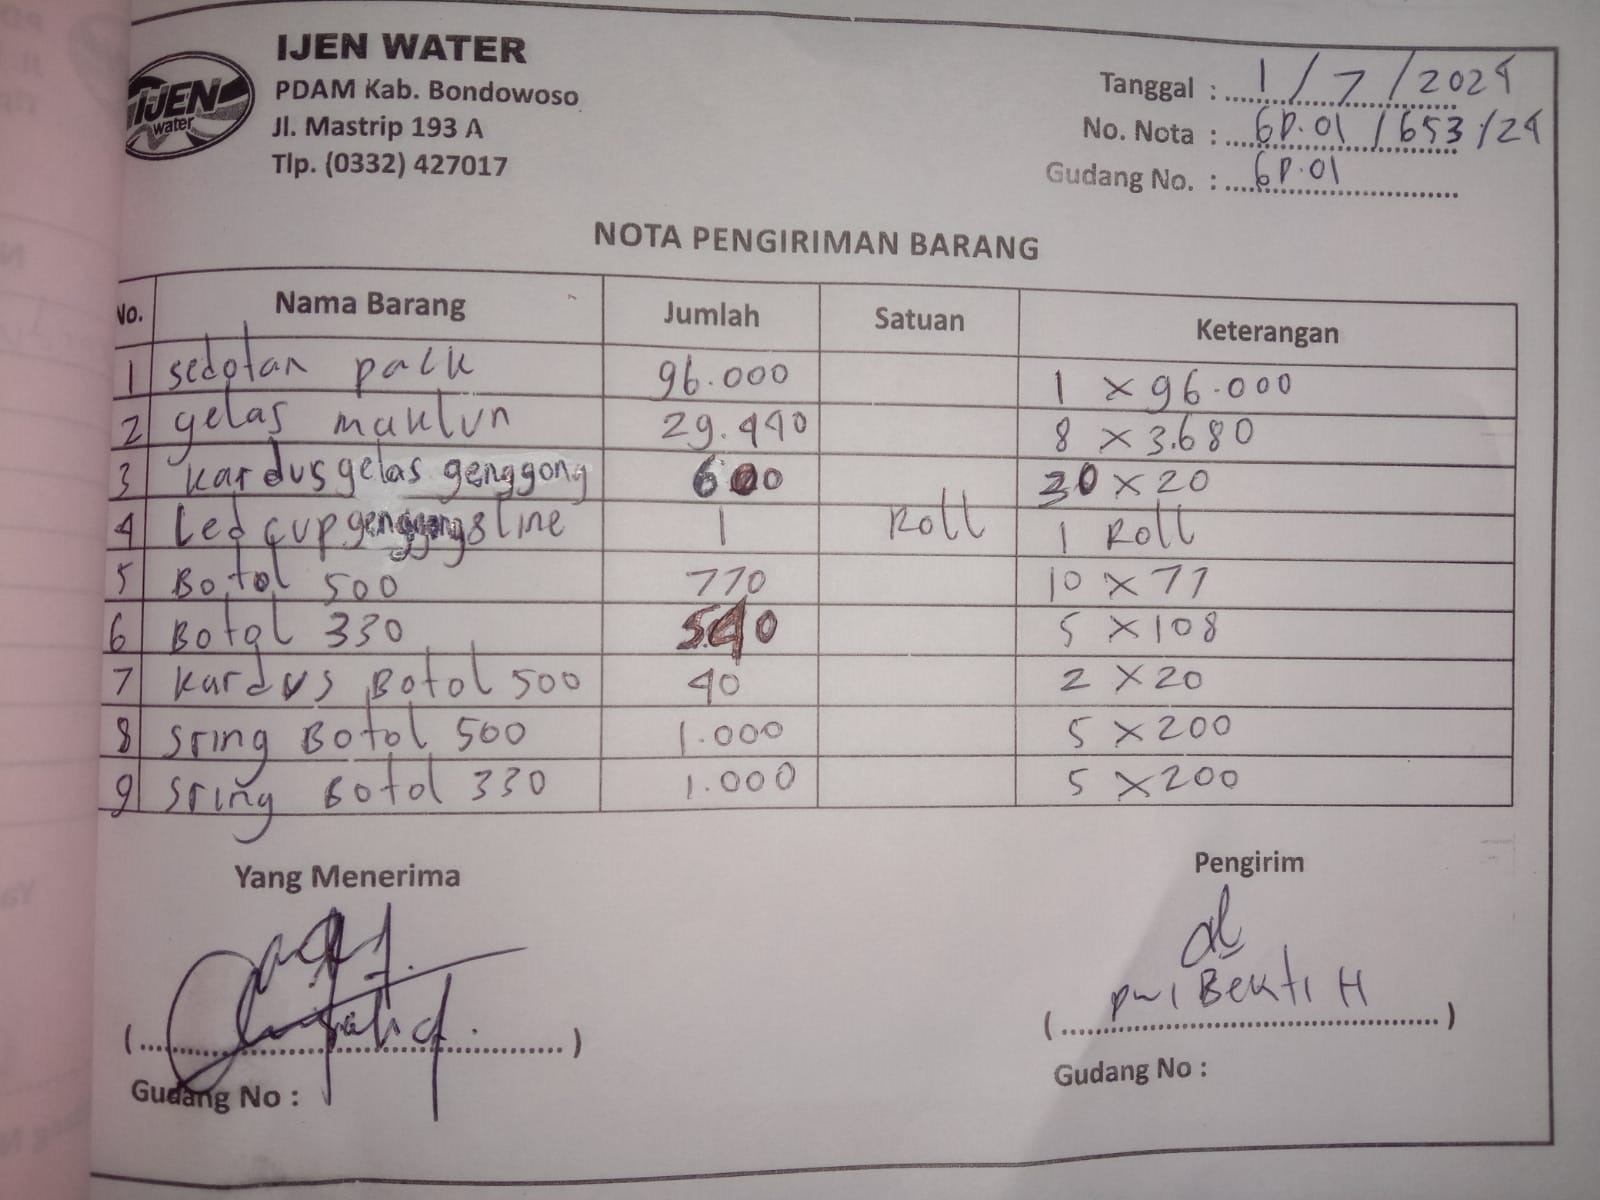 IJEN WATER
PDAM Kab. Bondowoso
Jl. Mastrip 193 A
Tlp. (0332) 427017
IJEN
water
Tanggal : 1 / 7 / 2024
No. Nota : GD.01 / 653 / 24
Gudang No. : GD.01
NOTA PENGIRIMAN BARANG
No. Nama Barang Jumlah Satuan Keterangan
1 sedotan pack 96.000 1 x 96.000
2 gelas maklun 29.440 8 x 3.680
3 kardus gelas genggong 600 30 x 20
4 Led cup genggong 8 line 1 Roll 1 Roll
5 Botol 500 770 10 x 77
6 Botol 330 540 5 x 108
7 kardus Botol 500 40 2 x 20
8 sring Botol 500 1.000 5 x 200
9 sring Botol 330 1.000 5 x 200
Yang Menerima Pengirim
Dwi Bekti H
(....................) (....................)
Gudang No : Gudang No :